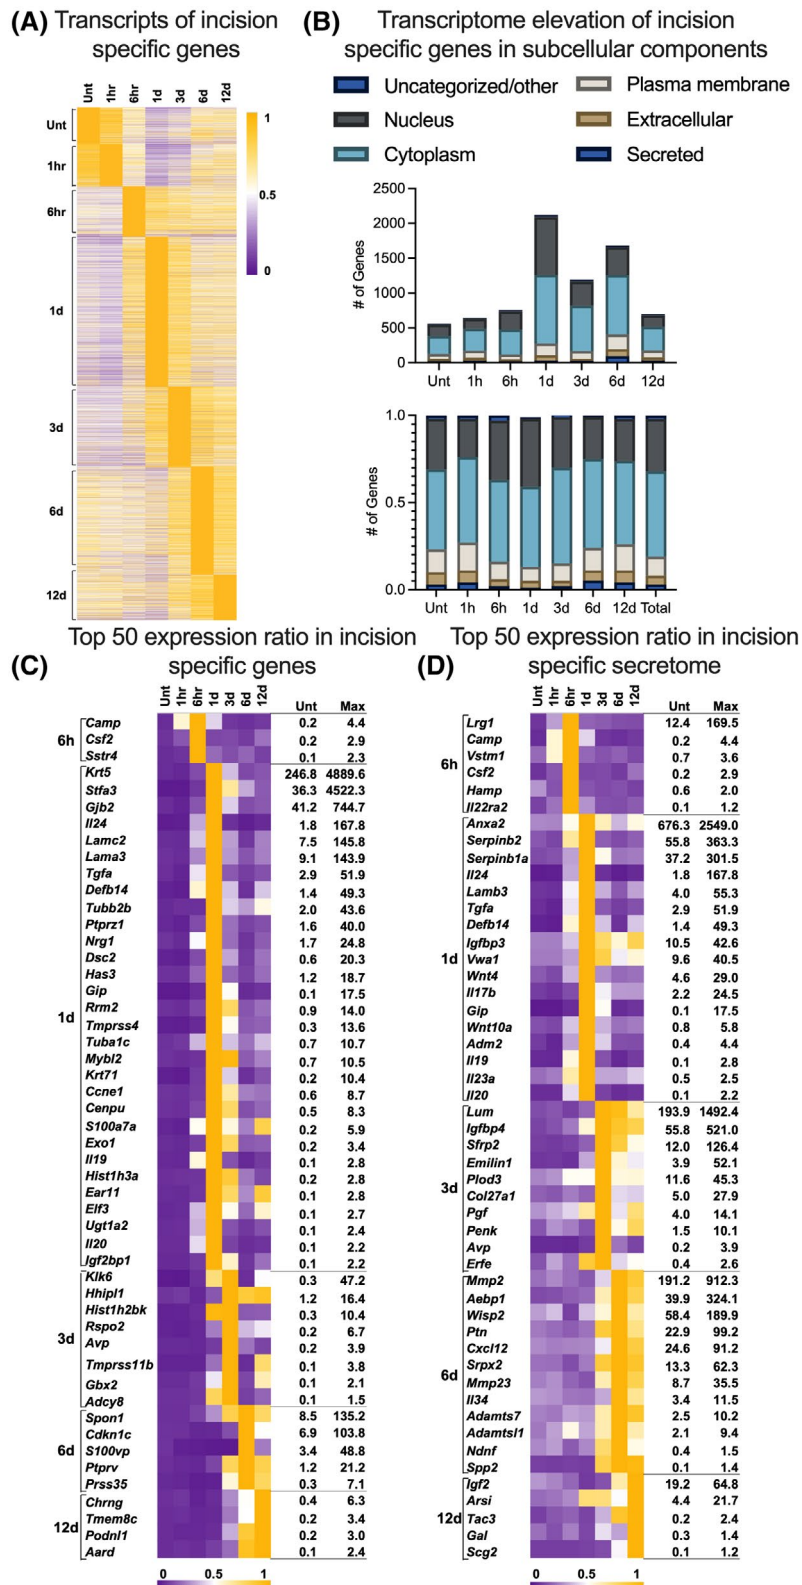 (A) Transcripts of incision specific genes
Unt 1hr 6hr 1d 3d 6d 12d
Unt
1hr
6hr
1d
3d
6d
12d
1
0.5
0
(B) Transcriptome elevation of incision specific genes in subcellular components
Uncategorized/other
Plasma membrane
Nucleus
Extracellular
Cytoplasm
Secreted
# of Genes
2500
2000
1500
1000
500
0
Unt 1h 6h 1d 3d 6d 12d
# of Genes
1.0
0.5
0.0
Unt 1h 6h 1d 3d 6d 12d Total
(C) Top 50 expression ratio in incision specific genes
Unt 1hr 6hr 1d 3d 6d 12d Unt Max
6h
Camp 0.2 4.4
Csf2 0.2 2.9
Sstr4 0.1 2.3
1d
Krt5 246.8 4889.6
Stfa3 36.3 4522.3
Gjb2 41.2 744.7
Il24 1.8 167.8
Lamc2 7.5 145.8
Lama3 9.1 143.9
Tgfa 2.9 51.9
Defb14 1.4 49.3
Tubb2b 2.0 43.6
Ptprz1 1.6 40.0
Nrg1 1.7 24.8
Dsc2 0.6 20.3
Has3 1.2 18.7
Gip 0.1 17.5
Rrm2 0.9 14.0
Tmprss4 0.3 13.6
Tuba1c 0.7 10.7
Mybl2 0.7 10.5
Krt71 0.2 10.4
Ccne1 0.6 8.7
Cenpu 0.5 8.3
S100a7a 0.2 5.9
Exo1 0.2 3.4
Il19 0.1 2.8
Hist1h3a 0.2 2.8
Ear11 0.1 2.8
Elf3 0.1 2.7
Ugt1a2 0.1 2.4
Il20 0.1 2.2
Igf2bp1 0.1 2.2
3d
Klk6 0.3 47.2
Hhipl1 1.2 16.4
Hist1h2bk 0.3 10.4
Rspo2 0.2 6.7
Avp 0.2 3.9
Tmprss11b 0.1 3.8
Gbx2 0.1 2.1
Adcy8 0.1 1.5
6d
Spon1 8.5 135.2
Cdkn1c 6.9 103.8
S100vp 3.4 48.8
Ptprv 1.2 21.2
Prss35 0.3 7.1
12d
Chrng 0.4 6.3
Tmem8c 0.2 3.4
Podnl1 0.2 3.0
Aard 0.1 2.4
0 0.5 1
(D) Top 50 expression ratio in incision specific secretome
Unt 1hr 6hr 1d 3d 6d 12d Unt Max
6h
Lrg1 12.4 169.5
Camp 0.2 4.4
Vstm1 0.7 3.6
Csf2 0.2 2.9
Hamp 0.6 2.0
Il22ra2 0.1 1.2
1d
Anxa2 676.3 2549.0
Serpinb2 55.8 363.3
Serpinb1a 37.2 301.5
Il24 1.8 167.8
Lamb3 4.0 55.3
Tgfa 2.9 51.9
Defb14 1.4 49.3
Igfbp3 10.5 42.6
Vwa1 9.6 40.5
Wnt4 4.6 29.0
Il17b 2.2 24.5
Gip 0.1 17.5
Wnt10a 0.8 5.8
Adm2 0.4 4.4
Il19 0.1 2.8
Il23a 0.5 2.5
Il20 0.1 2.2
3d
Lum 193.9 1492.4
Igfbp4 55.8 521.0
Sfrp2 12.0 126.4
Emilin1 3.9 52.1
Plod3 11.6 45.3
Col27a1 5.0 27.9
Pgf 4.0 14.1
Penk 1.5 10.1
Avp 0.2 3.9
Erfe 0.4 2.6
6d
Mmp2 191.2 912.3
Aebp1 39.9 324.1
Wisp2 58.4 189.9
Ptn 22.9 99.2
Cxcl12 24.6 91.2
Srpx2 13.3 62.3
Mmp23 8.7 35.5
Il34 3.4 11.5
Adamts7 2.5 10.2
Adamtsl1 2.1 9.4
Ndnf 0.4 1.5
Spp2 0.1 1.4
12d
Igf2 19.2 64.8
Arsi 4.4 21.7
Tac3 0.2 2.4
Gal 0.3 1.4
Scg2 0.1 1.2
0 0.5 1